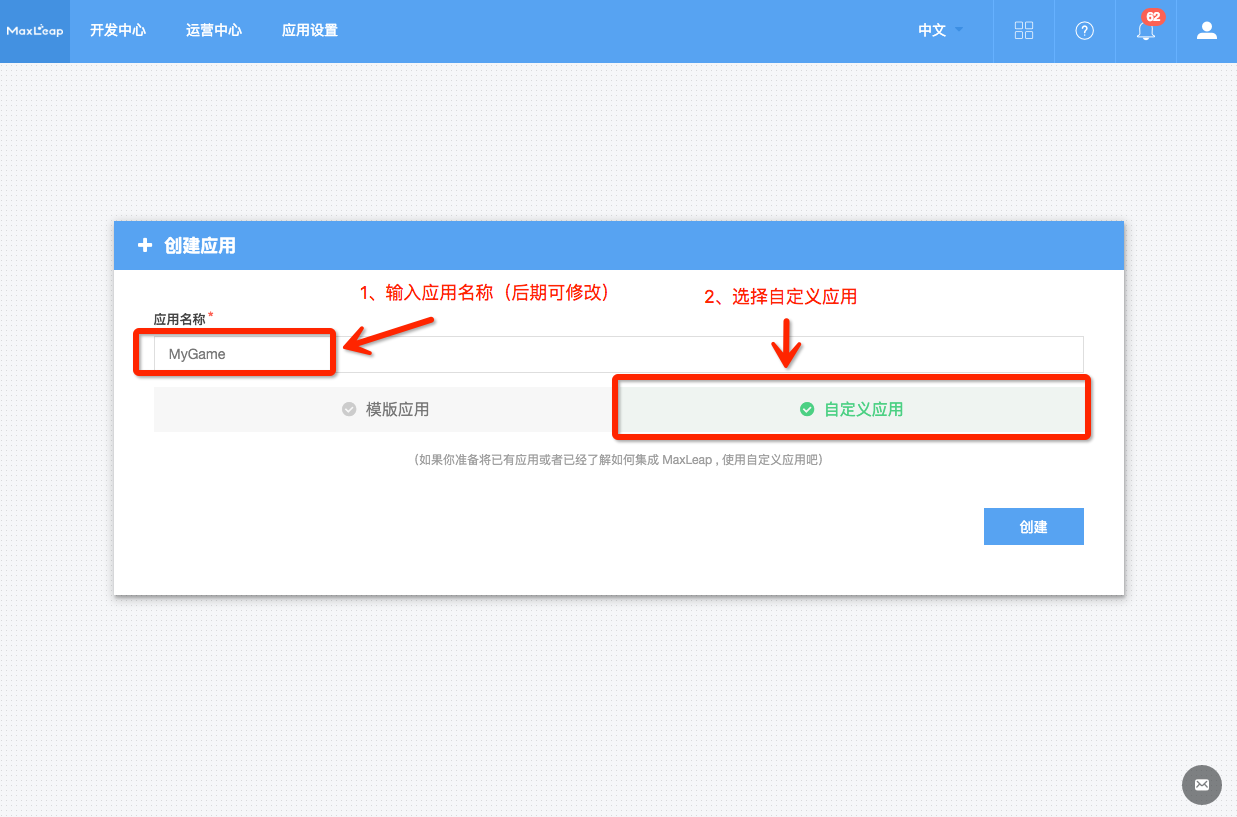 MaxLeap 开发中心 运营中心 应用设置 中文 62
创建应用
1、输入应用名称（后期可修改） 2、选择自定义应用
应用名称*
MyGame
模版应用 自定义应用
(如果你准备将已有应用或者已经了解如何集成 MaxLeap , 使用自定义应用吧)
创建